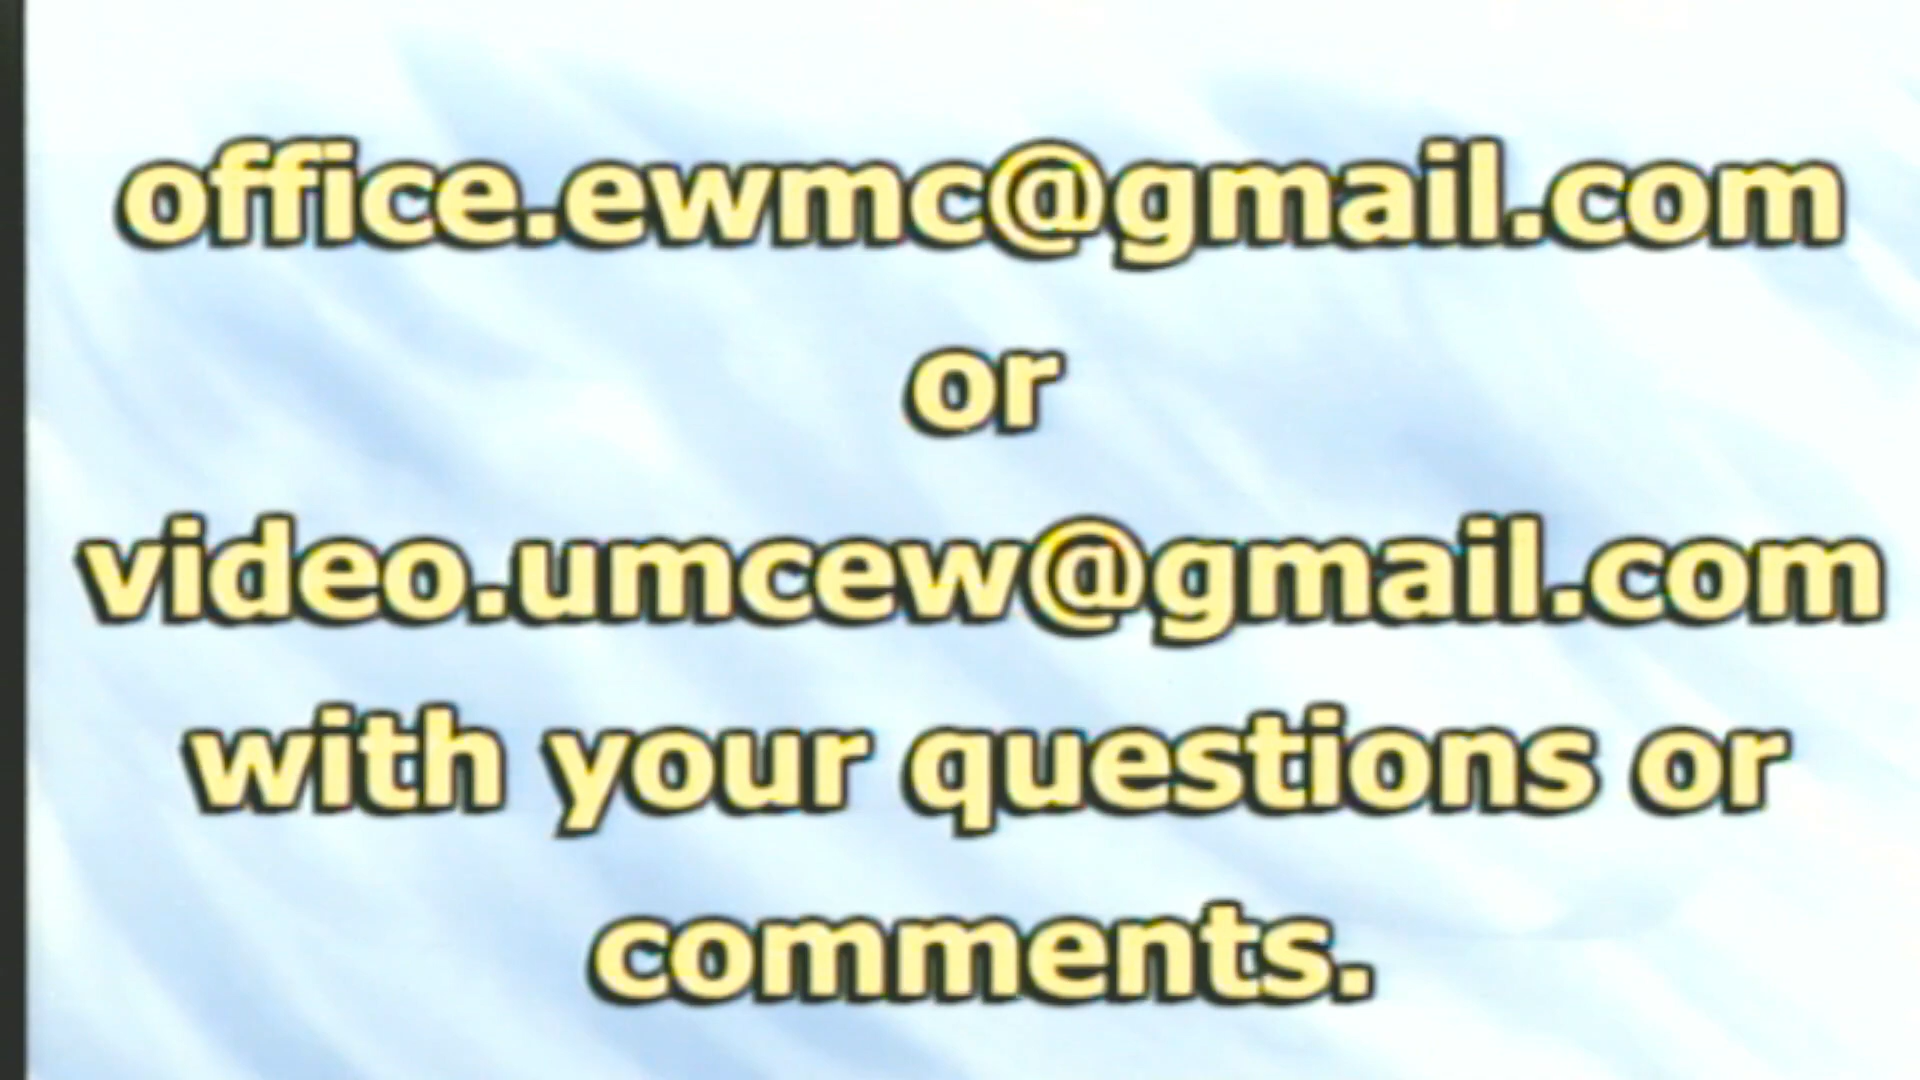 office.ewmc@gmail.com
or
video.umcew@gmail.com
with your questions or
comments.